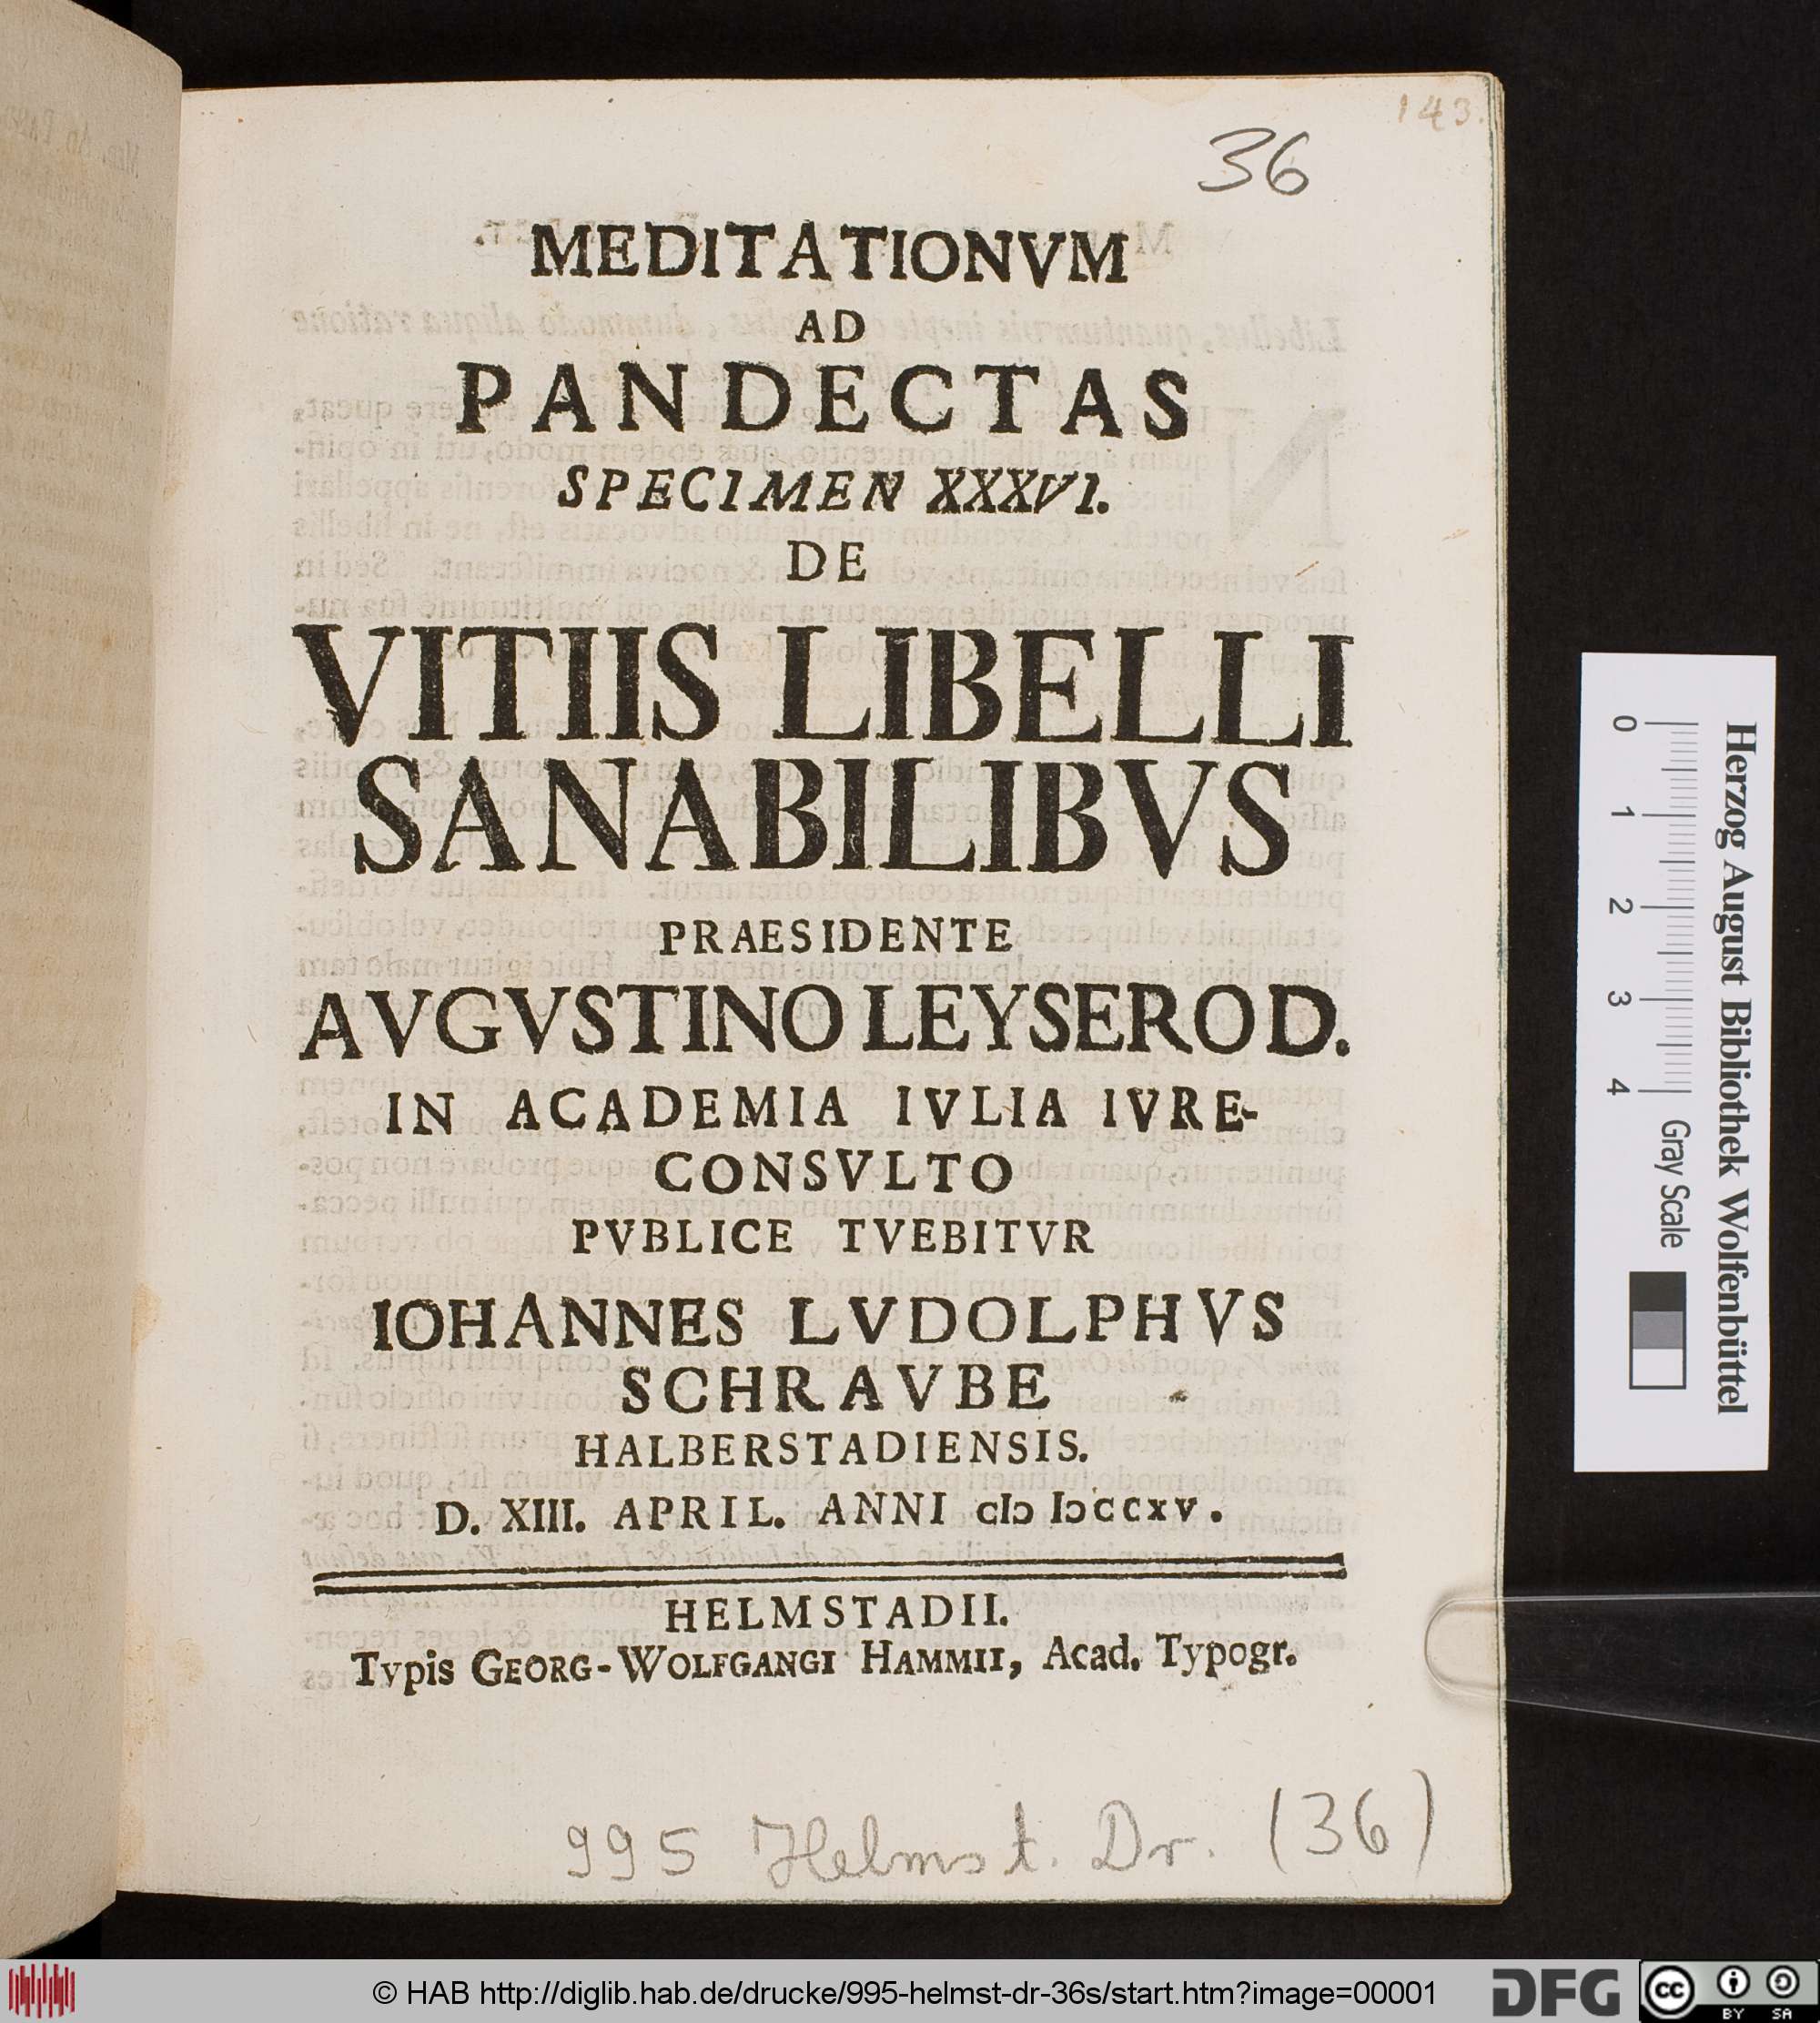 143.
36
MEDITATIONVM
AD
PANDECTAS
SPECIMEN XXXVI.
DE
VITIIS LIBELLI
SANABILIBVS
PRAESIDENTE
AVGVSTINO LEYSERO D.
IN ACADEMIA IVLIA IVRE-
CONSVLTO
PVBLICE TVEBITVR
IOHANNES LVDOLPHVS
SCHRAVBE
HALBERSTADIENSIS.
D. XIII. APRIL. ANNI cIɔ Iɔccxv.
HELMSTADII.
Typis GEORG-WOLFGANGI HAMMII, Acad. Typogr.
995 Helmst. Dr. (36)
Herzog August Bibliothek Wolfenbüttel
0 1 2 3 4 Gray Scale
© HAB http://diglib.hab.de/drucke/995-helmst-dr-36s/start.htm?image=00001
DFG
cc BY SA